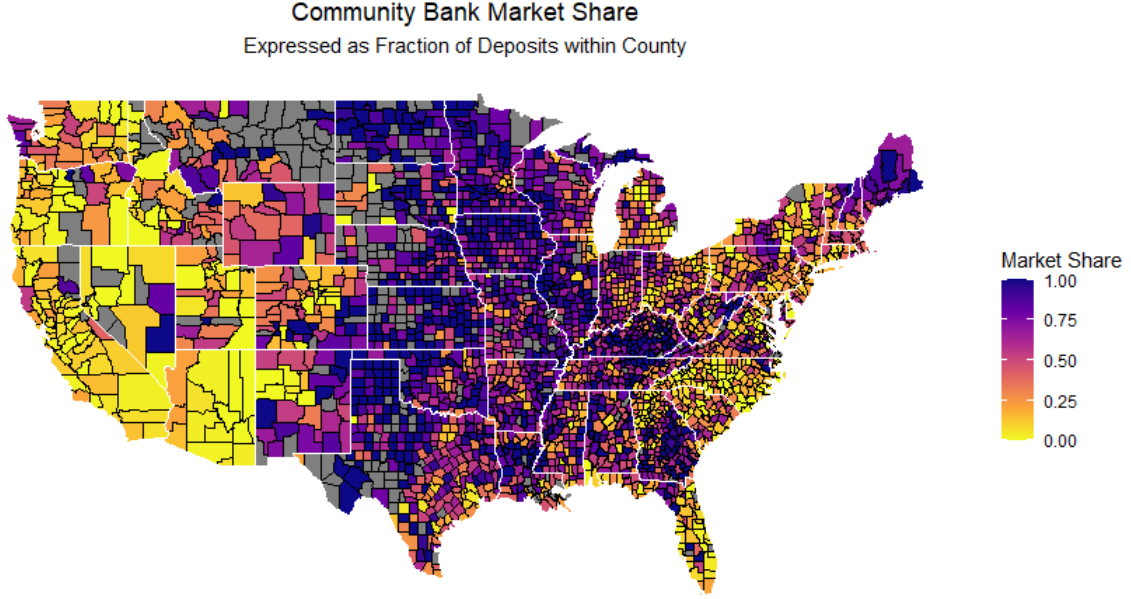 Community Bank Market Share
Expressed as Fraction of Deposits within County
Market Share
1.00
0.75
0.50
0.25
0.00